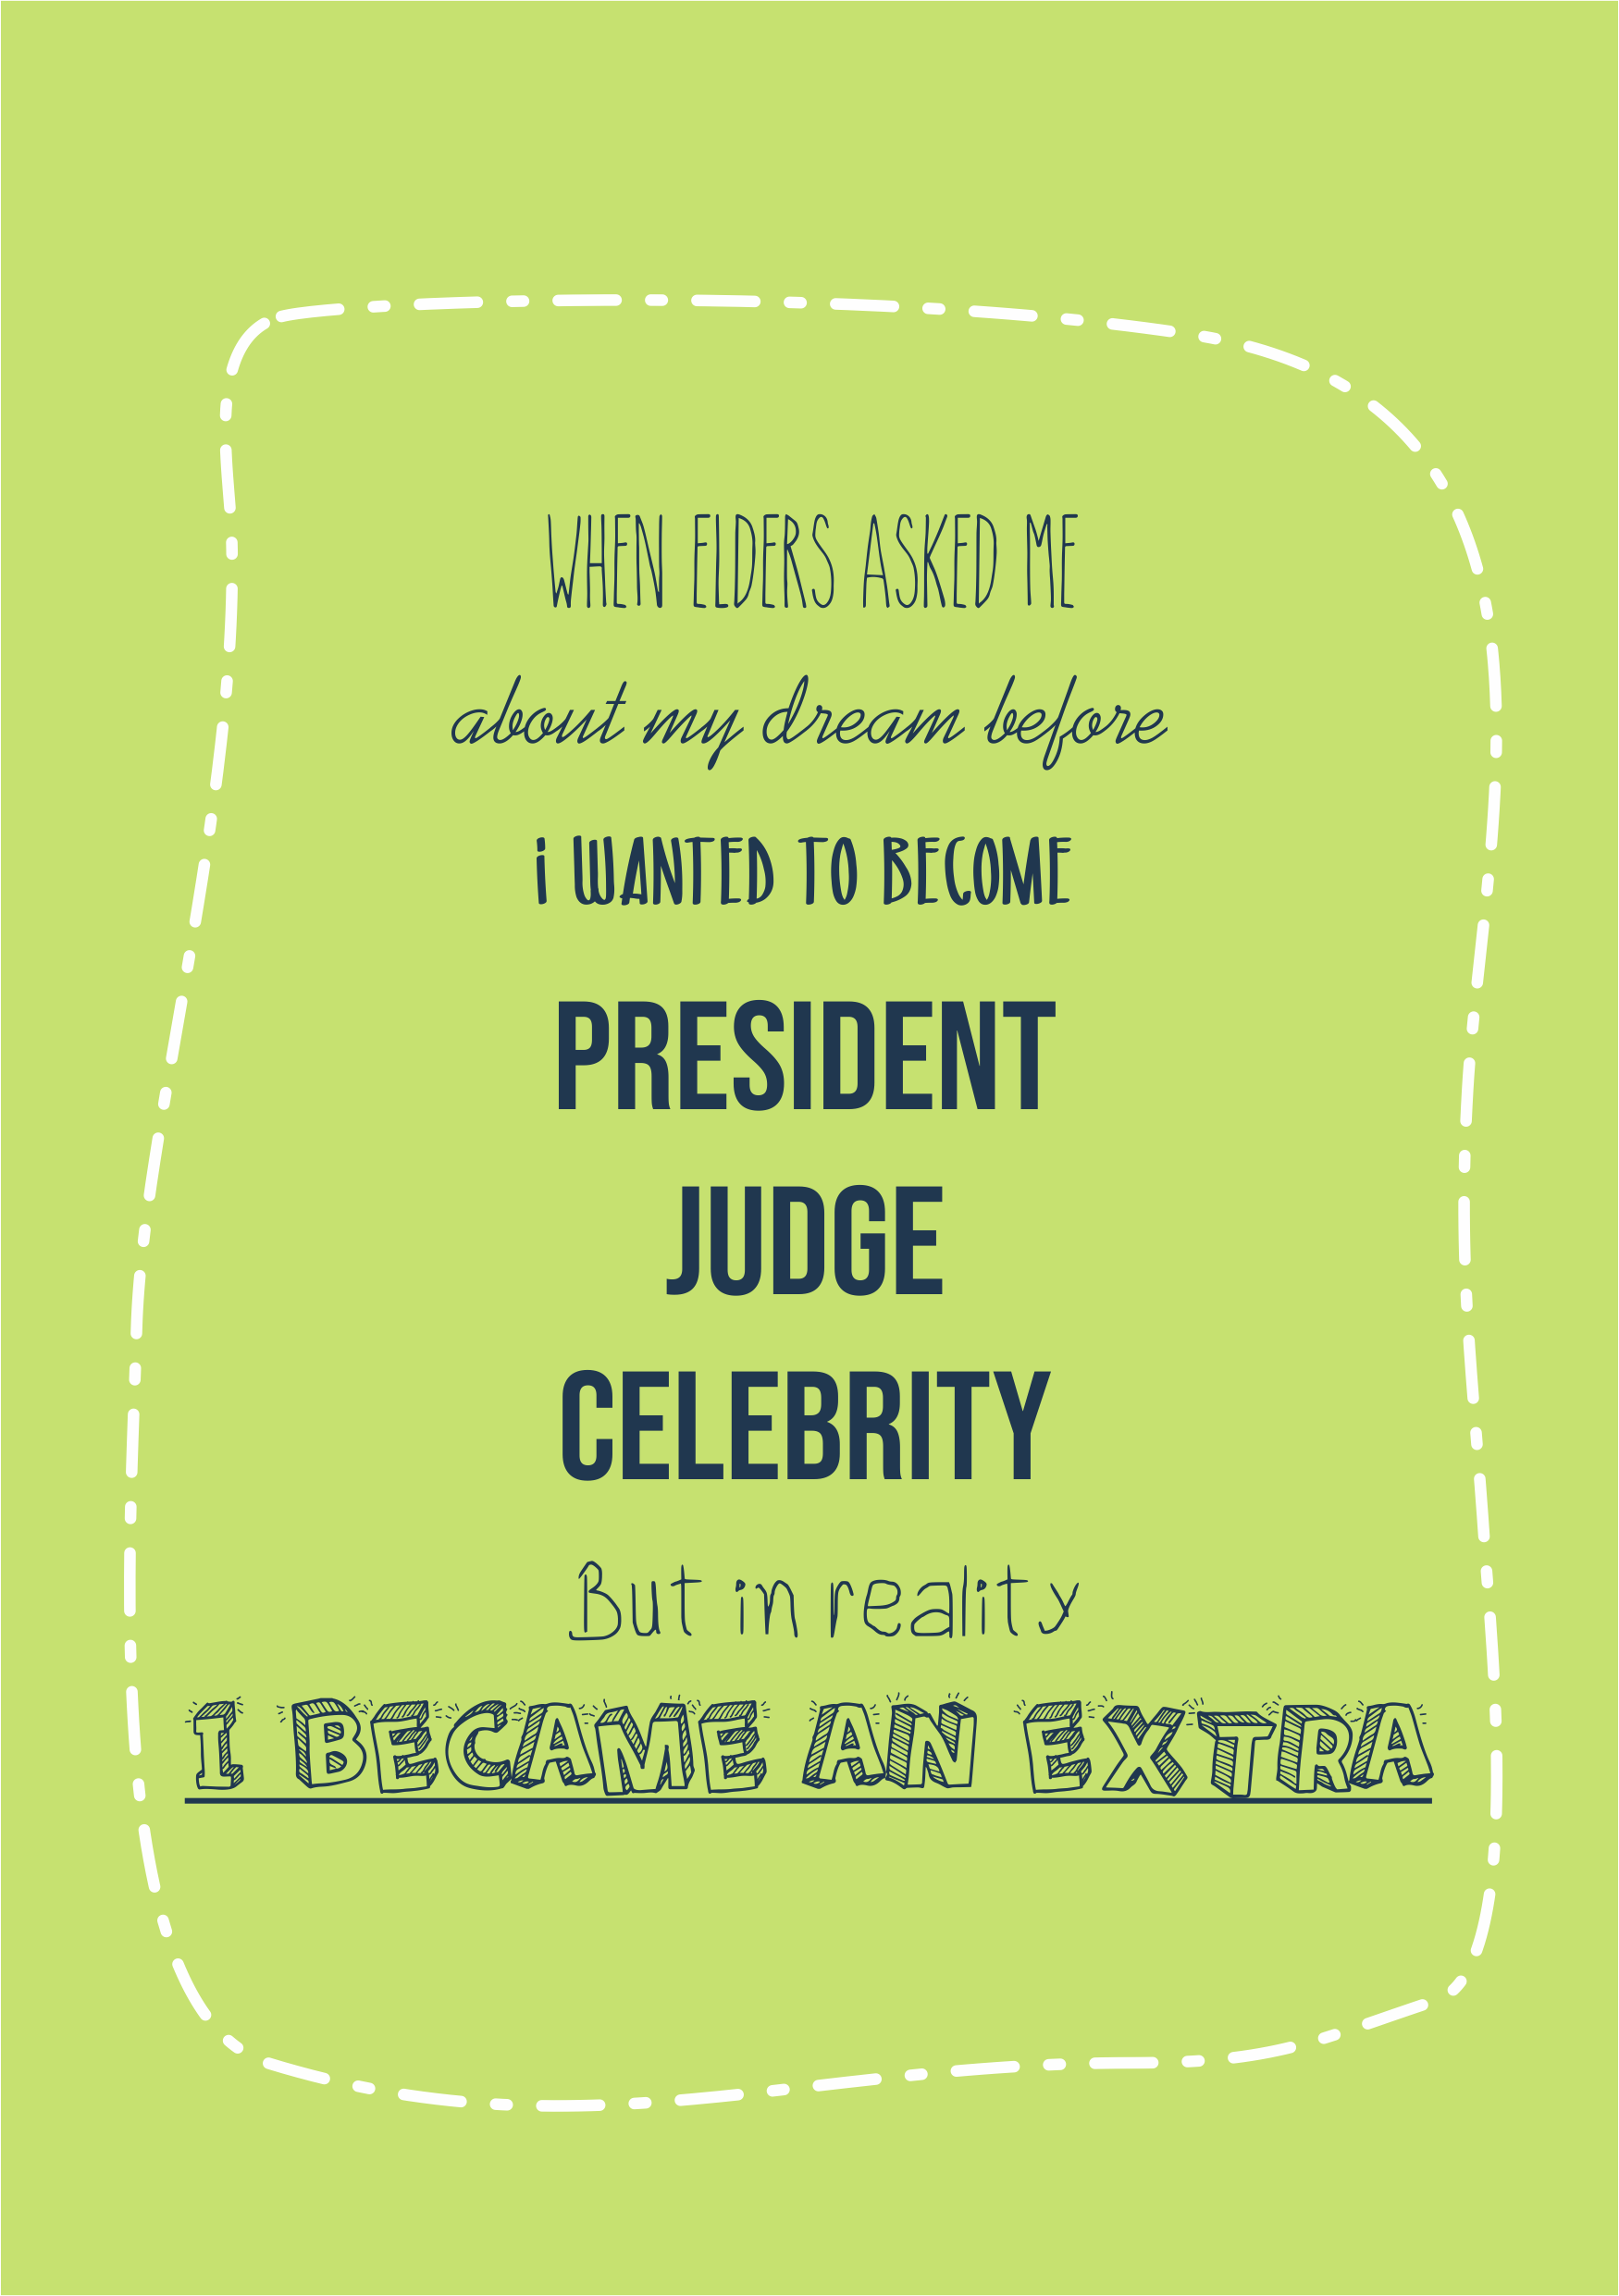 WHEN ELDERS ASKED ME
about my dream before
i WANTED TO BECOME
PRESIDENT
JUDGE
CELEBRITY
But in reality
I BECAME AN EXTRA